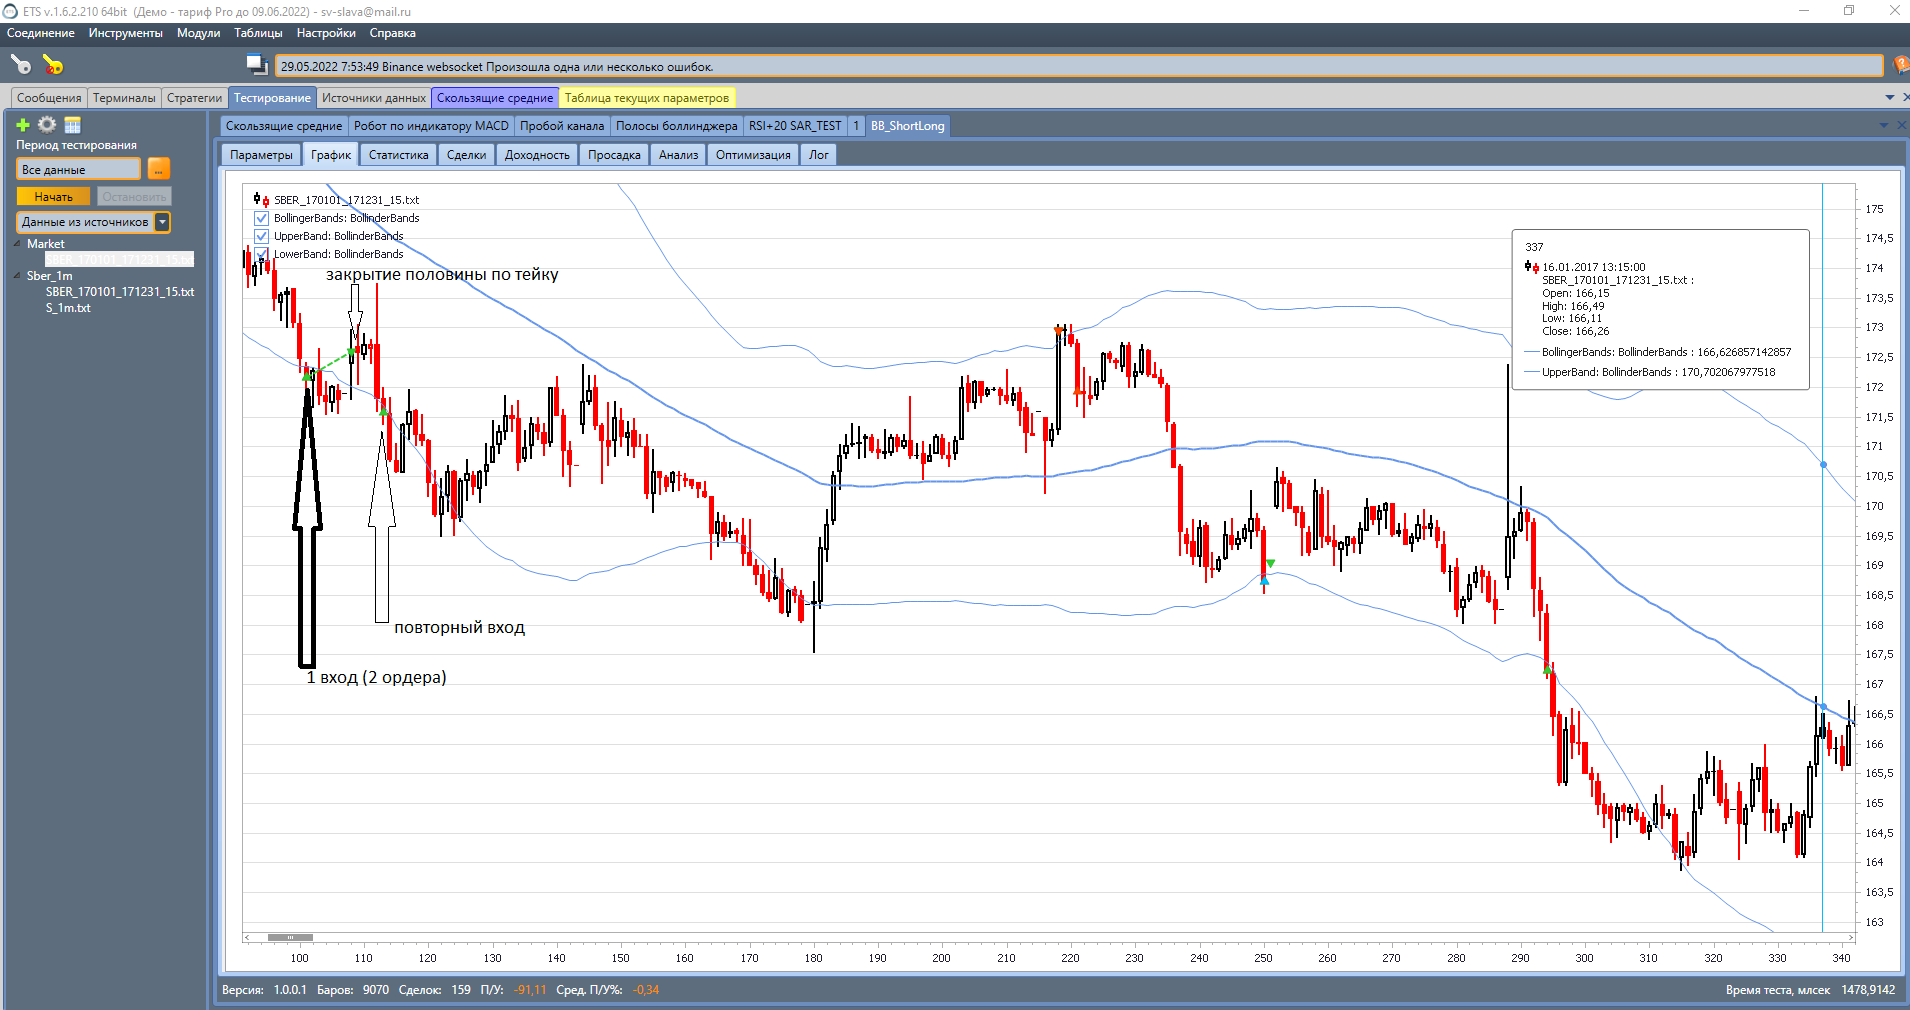 ETS v.1.6.2.210 64bit (Демо - тариф Pro до 09.06.2022) - sv-slava@mail.ru
Соединение Инструменты Модули Таблицы Настройки Справка
29.05.2022 7:53:49 Binance websocket Произошла одна или несколько ошибок.
Сообщения Терминалы Стратегии Тестирование Источники данных Скользящие средние Таблица текущих параметров
Скользящие средние Робот по индикатору MACD Пробой канала Полосы боллинджера RSI+20 SAR_TEST 1 BB_ShortLong
Параметры График Статистика Сделки Доходность Просадка Анализ Оптимизация Лог
Период тестирования
Все данные ...
Начать Остановить
Данные из источников
Market
SBER_170101_171231_15.txt
Sber_1m
SBER_170101_171231_15.txt
S_1m.txt
SBER_170101_171231_15.txt
BollingerBands: BollinderBands
UpperBand: BollinderBands
LowerBand: BollinderBands
закрытие половины по тейку
повторный вход
1 вход (2 ордера)
337
16.01.2017 13:15:00
SBER_170101_171231_15.txt :
Open: 166,15
High: 166,49
Low: 166,11
Close: 166,26
BollingerBands: BollinderBands : 166,626857142857
UpperBand: BollinderBands : 170,702067977518
175
174,5
174
173,5
173
172,5
172
171,5
171
170,5
170
169,5
169
168,5
168
167,5
167
166,5
166
165,5
165
164,5
164
163,5
163
100 110 120 130 140 150 160 170 180 190 200 210 220 230 240 250 260 270 280 290 300 310 320 330 340
Версия: 1.0.0.1 Баров: 9070 Сделок: 159 П/У: -91,11 Сред. П/У%: -0,34 Время теста, млсек 1478,9142